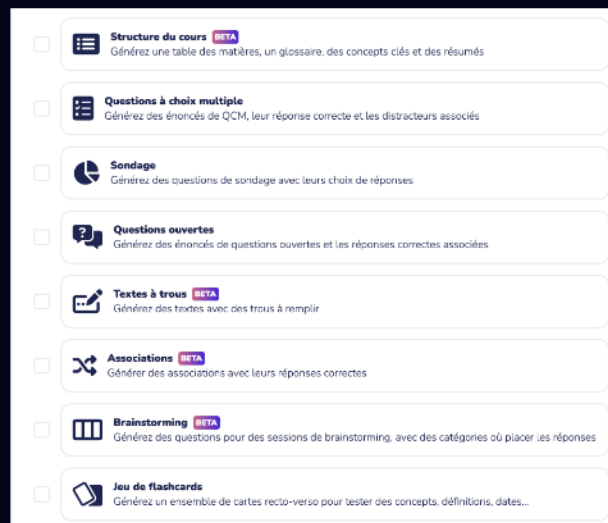 Structure du cours BETA
Générez une table des matières, un glossaire, des concepts clés et des résumés
Questions à choix multiple
Générez des énoncés de QCM, leur réponse correcte et les distracteurs associés
Sondage
Générez des questions de sondage avec leurs choix de réponses
Questions ouvertes
Générez des énoncés de questions ouvertes et les réponses correctes associées
Textes à trous BETA
Générez des textes avec des trous à remplir
Associations BETA
Générer des associations avec leurs réponses correctes
Brainstorming BETA
Générez des questions pour des sessions de brainstorming, avec des catégories où placer les réponses
Jeu de flashcards
Générez un ensemble de cartes recto-verso pour tester des concepts, définitions, dates...